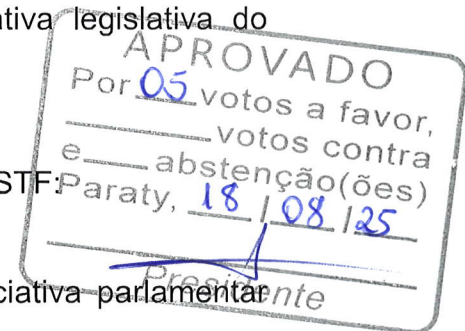 ativa legislativa do
APROVADO
Por 05 votos a favor,
votos contra
e abstenção(ões)
STF:
Paraty, 18 / 08 / 25
Presidente
ciativa parlamentar